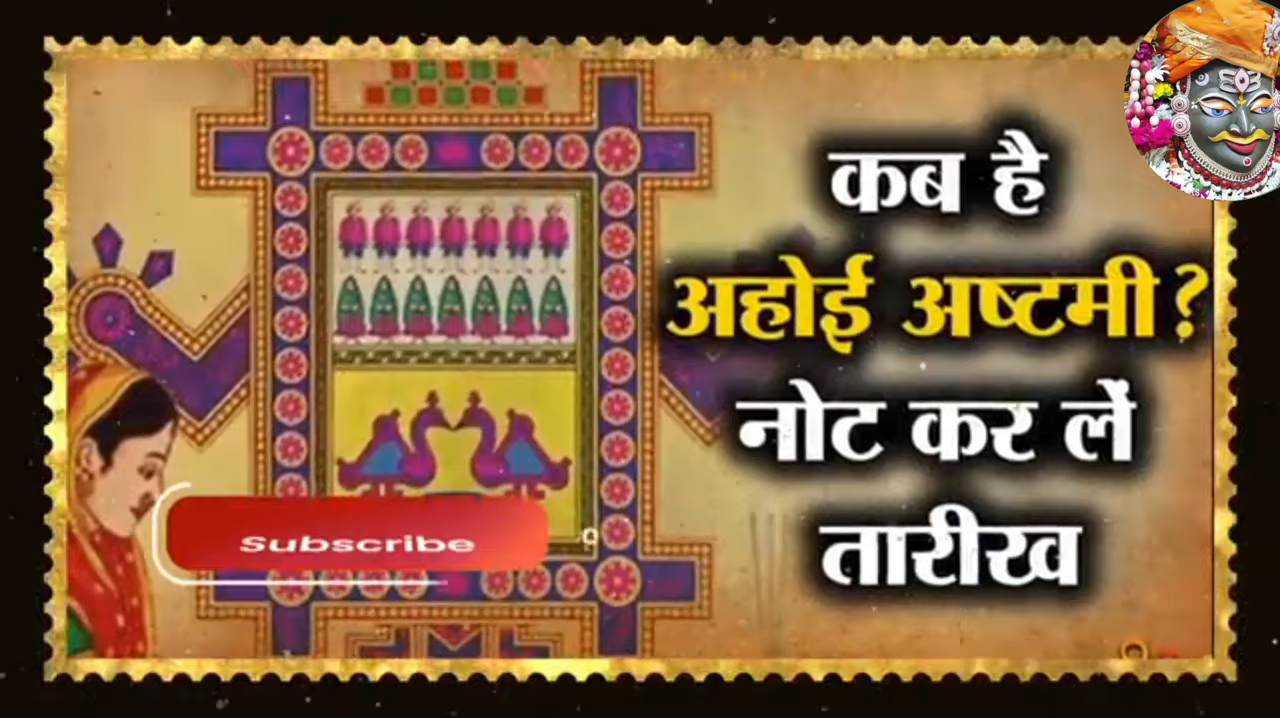 कब है
अहोई अष्टमी?
नोट कर लें
तारीख
Subscribe